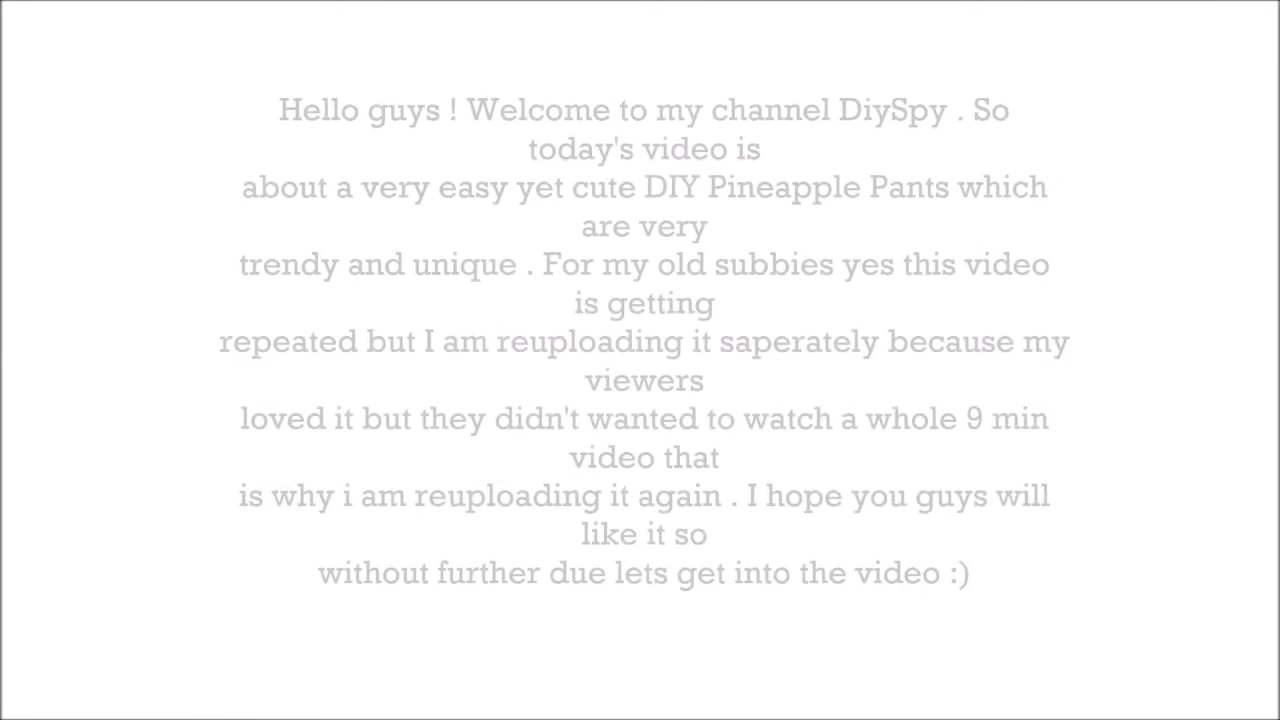 Hello guys ! Welcome to my channel DiySpy . So
today's video is
about a very easy yet cute DIY Pineapple Pants which
are very
trendy and unique . For my old subbies yes this video
is getting
repeated but I am reuploading it saperately because my
viewers
loved it but they didn't wanted to watch a whole 9 min
video that
is why i am reuploading it again . I hope you guys will
like it so
without further due lets get into the video :)